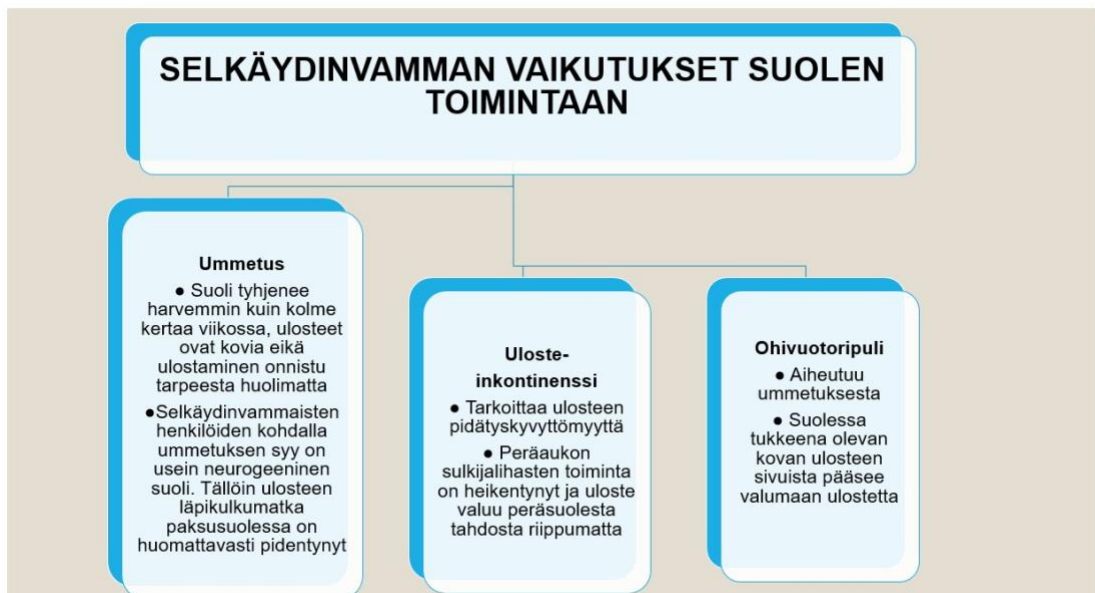 SELKÄYDINVAMMAN VAIKUTUKSET SUOLEN
TOIMINTAAN
Ummetus
● Suoli tyhjenee
harvemmin kuin kolme
kertaa viikossa, ulosteet
ovat kovia eikä
ulostaminen onnistu
tarpeesta huolimatta
●Selkäydinvammaisten
henkilöiden kohdalla
ummetuksen syy on
usein neurogeeninen
suoli. Tällöin ulosteen
läpikulkumatka
paksusuolessa on
huomattavasti pidentynyt
Uloste-
inkontinenssi
● Tarkoittaa ulosteen
pidätyskyvyttömyyttä
● Peräaukon
sulkijalihasten toiminta
on heikentynyt ja uloste
valuu peräsuolesta
tahdosta riippumatta
Ohivuotoripuli
● Aiheutuu
ummetuksesta
● Suolessa
tukkeena olevan
kovan ulosteen
sivuista pääsee
valumaan ulostetta